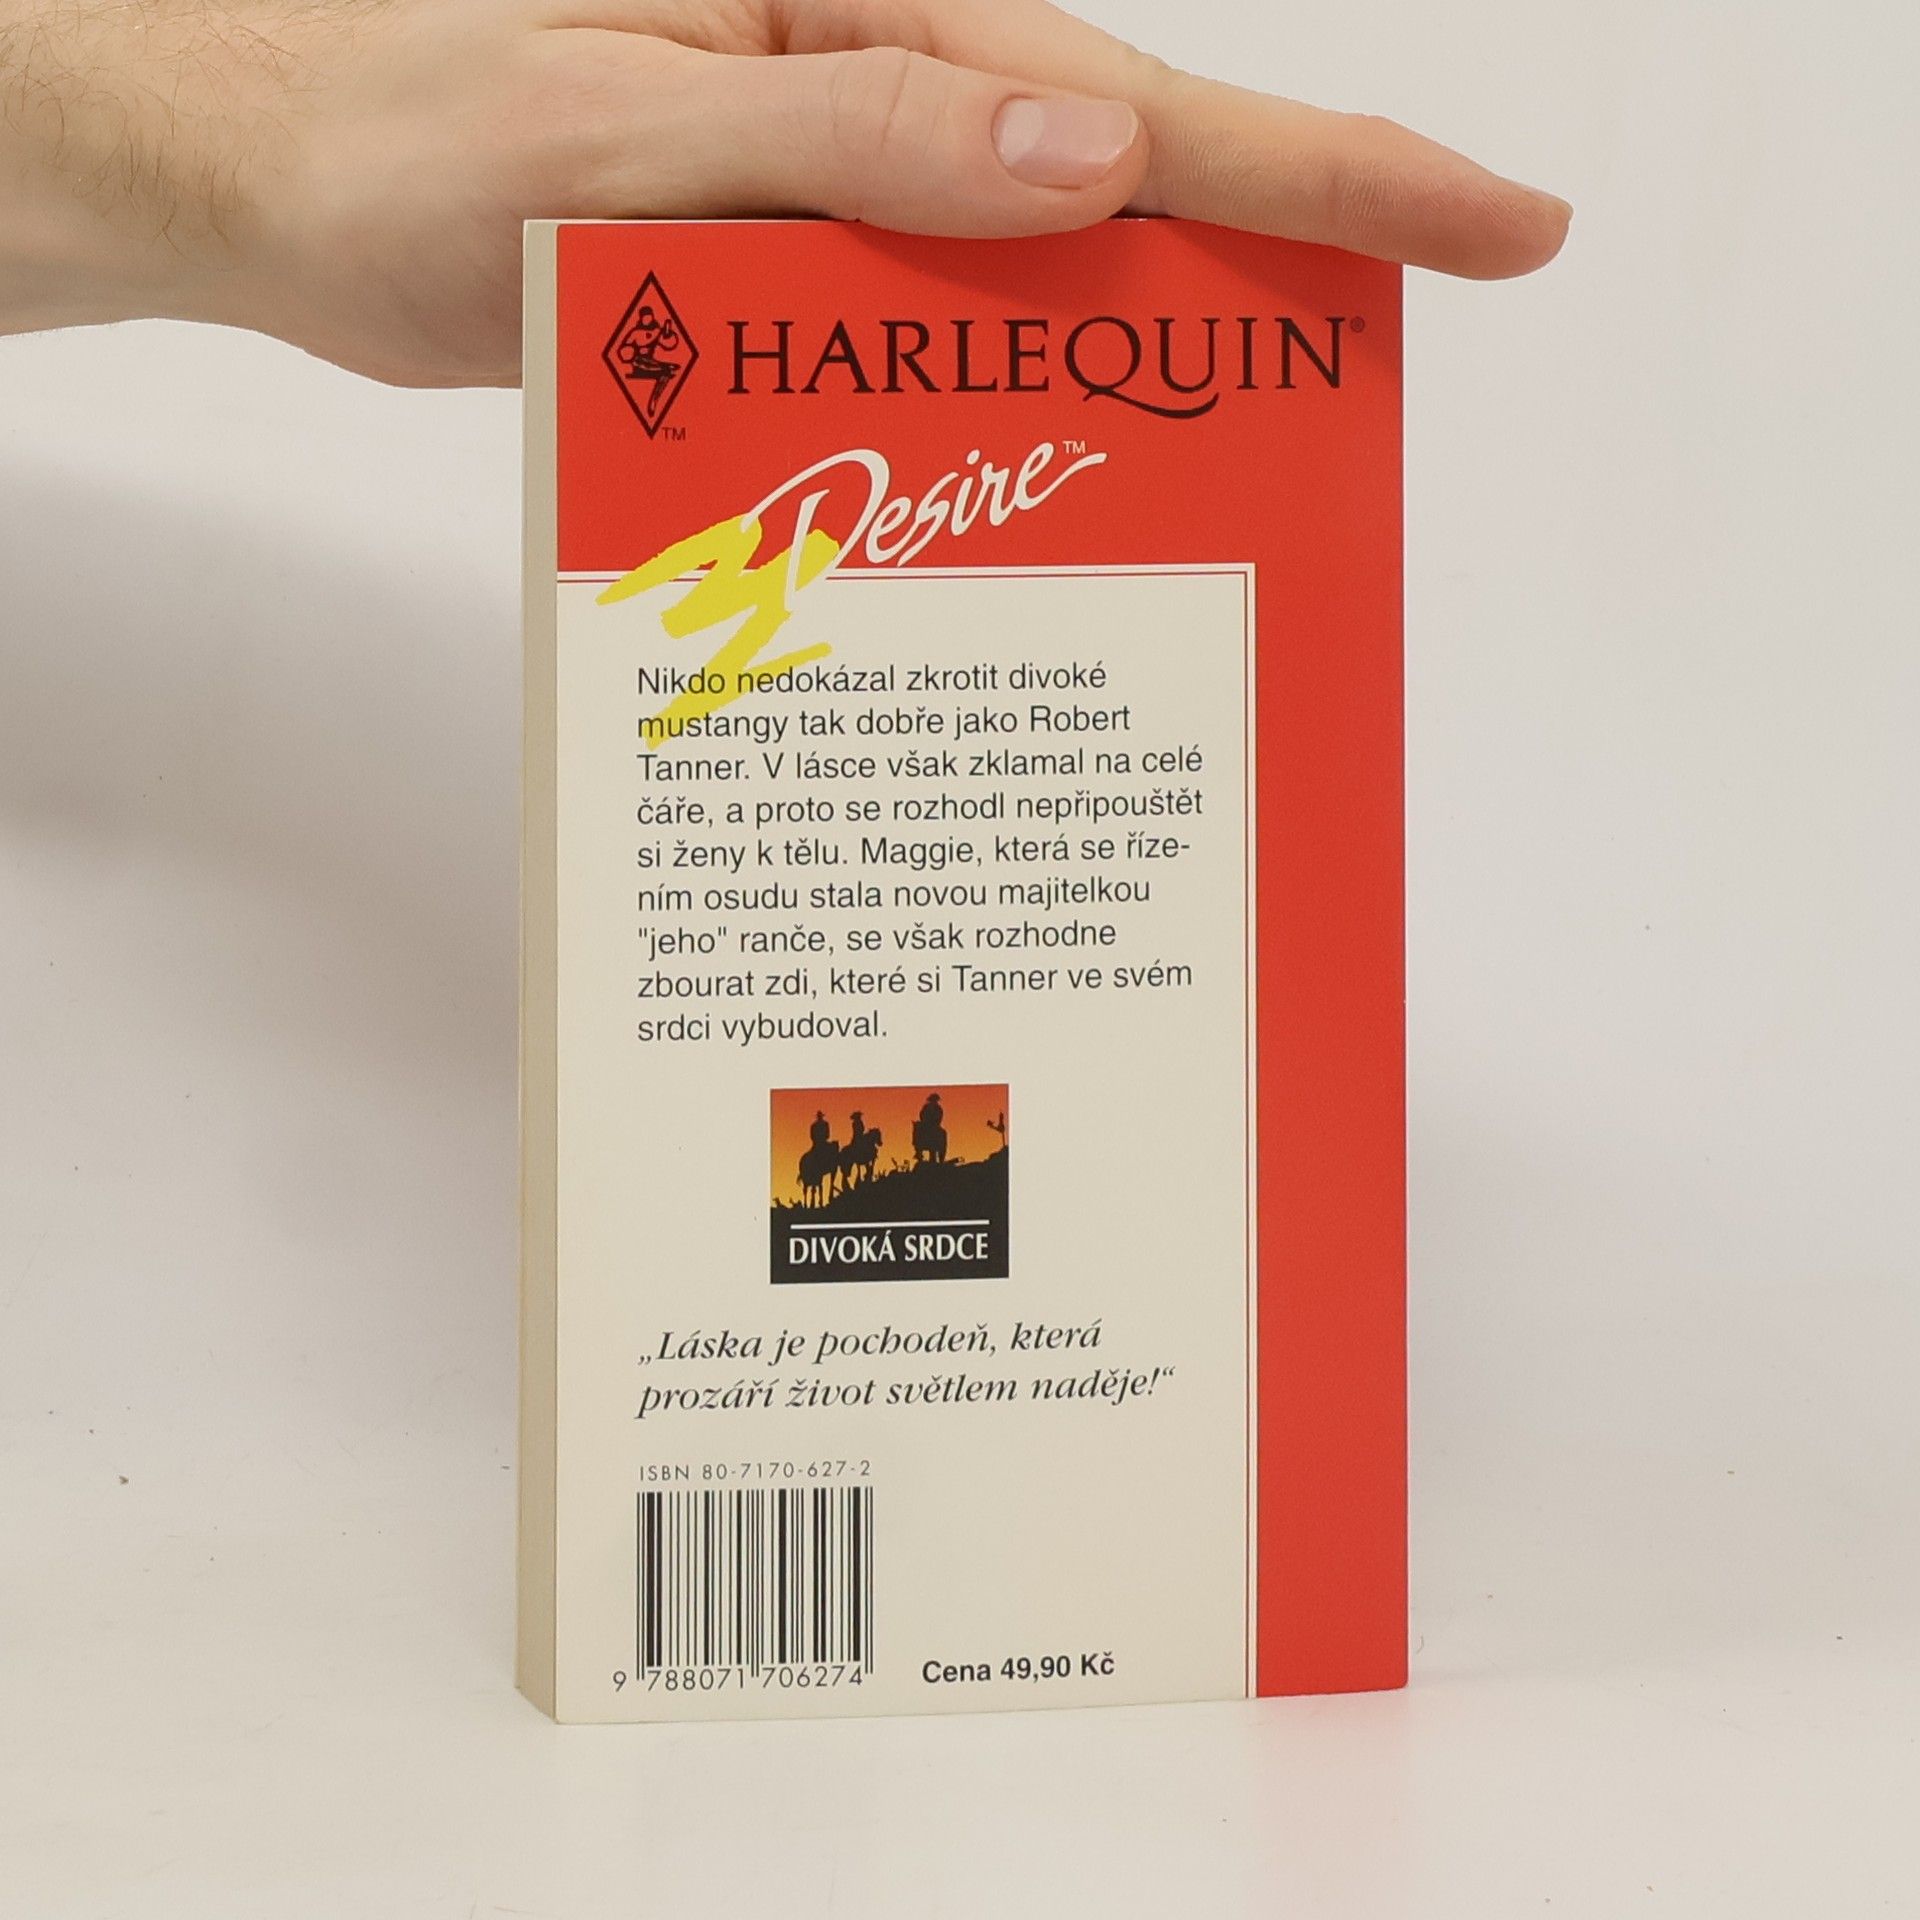 HARLEQUIN®
TM
Desire™
Nikdo nedokázal zkrotit divoké
mustangy tak dobře jako Robert
Tanner. V lásce však zklamal na celé
čáře, a proto se rozhodl nepřipouštět
si ženy k tělu. Maggie, která se říze-
ním osudu stala novou majitelkou
"jeho" ranče, se však rozhodne
zbourat zdi, které si Tanner ve svém
srdci vybudoval.
DIVOKÁ SRDCE
„Láska je pochodeň, která
prozáří život světlem naděje!“
ISBN 80-7170-627-2
9 788071 706274
Cena 49,90 Kč